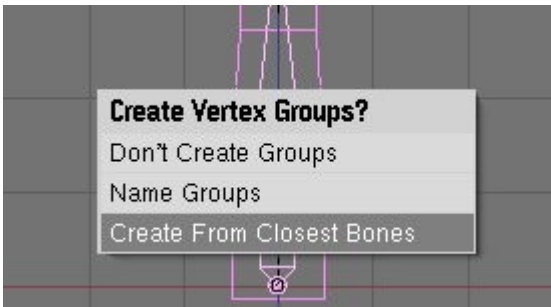 Create Vertex Groups?
Don't Create Groups
Name Groups
Create From Closest Bones